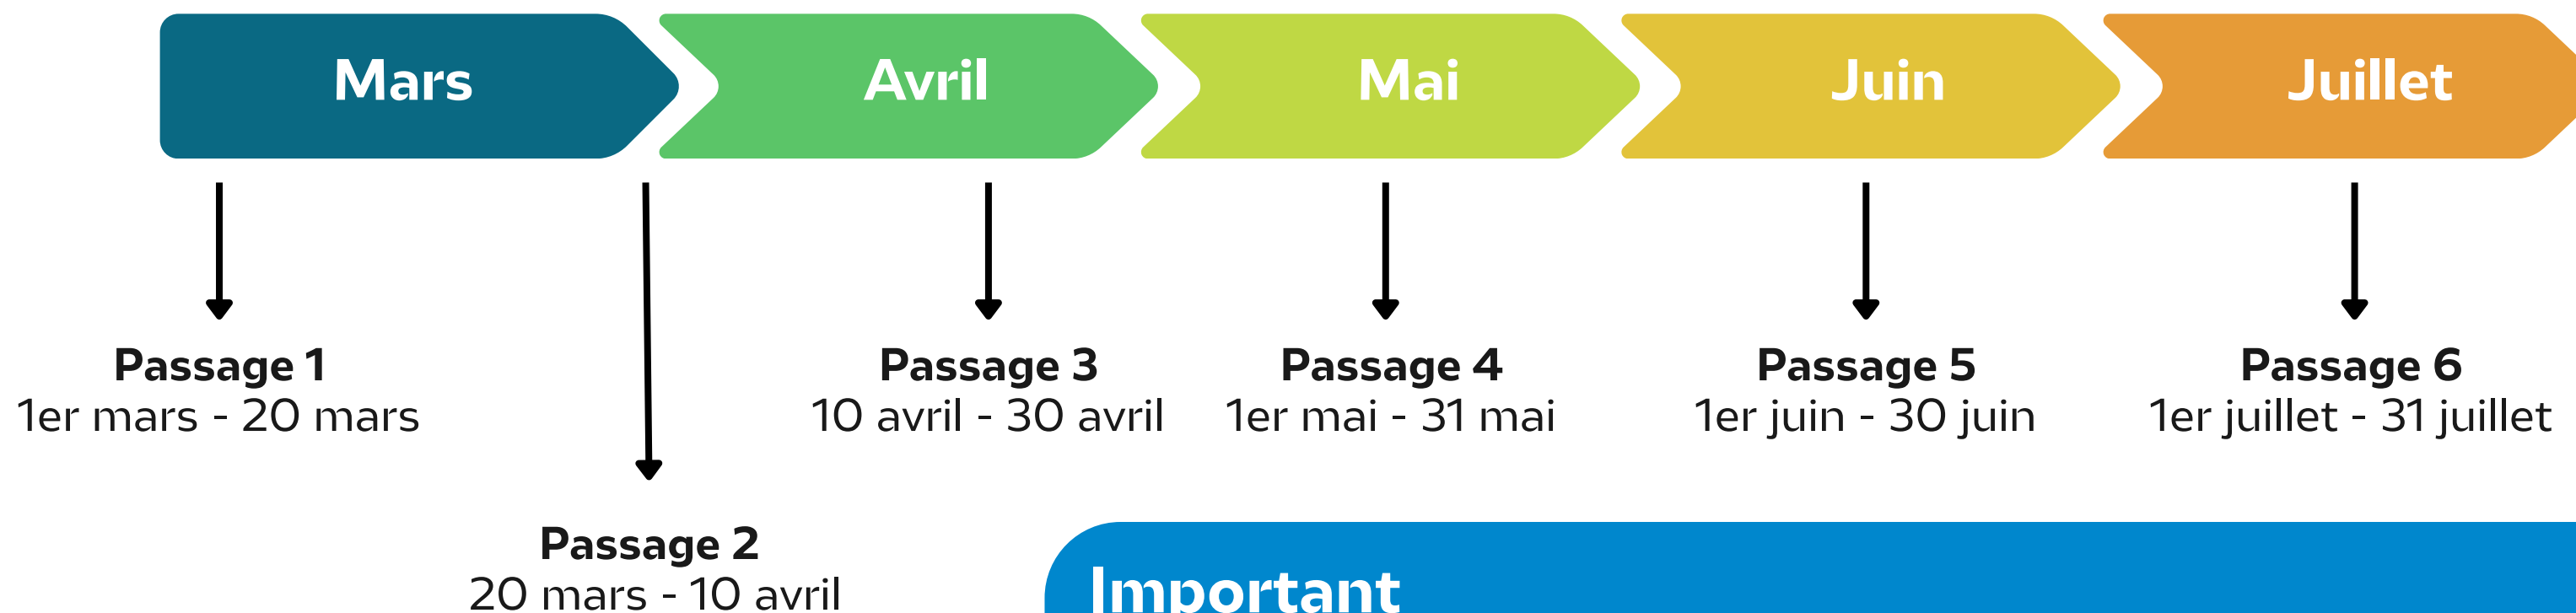 Mars
Avril
Mai
Juin
Juillet
Passage 1
1er mars - 20 mars
Passage 2
20 mars - 10 avril
Passage 3
10 avril - 30 avril
Passage 4
1er mai - 31 mai
Passage 5
1er juin - 30 juin
Passage 6
1er juillet - 31 juillet
Important